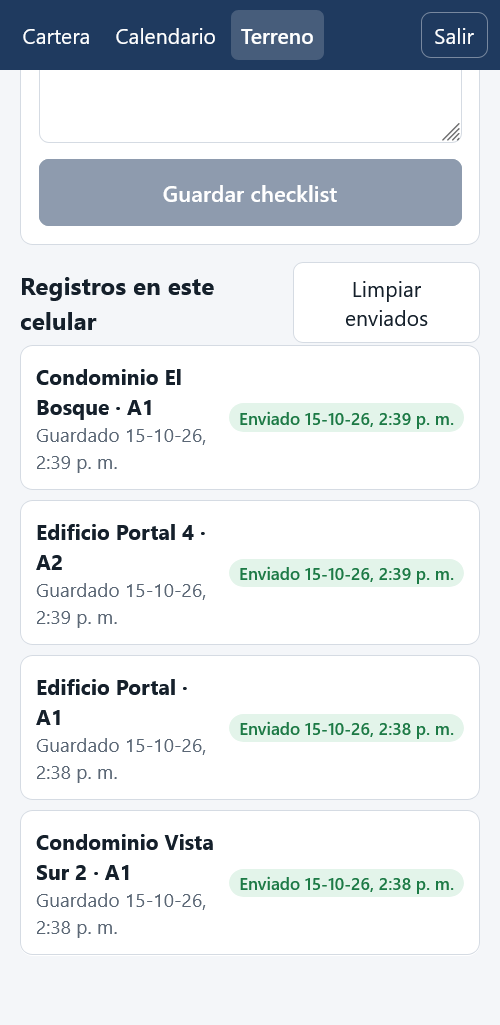 Cartera Calendario Terreno Salir
Guardar checklist
Registros en este
celular
Limpiar
enviados
Condominio El
Bosque · A1
Guardado 15-10-26,
2:39 p. m.
Enviado 15-10-26, 2:39 p. m.
Edificio Portal 4 ·
A2
Guardado 15-10-26,
2:39 p. m.
Enviado 15-10-26, 2:39 p. m.
Edificio Portal ·
A1
Guardado 15-10-26,
2:38 p. m.
Enviado 15-10-26, 2:38 p. m.
Condominio Vista
Sur 2 · A1
Guardado 15-10-26,
2:38 p. m.
Enviado 15-10-26, 2:38 p. m.